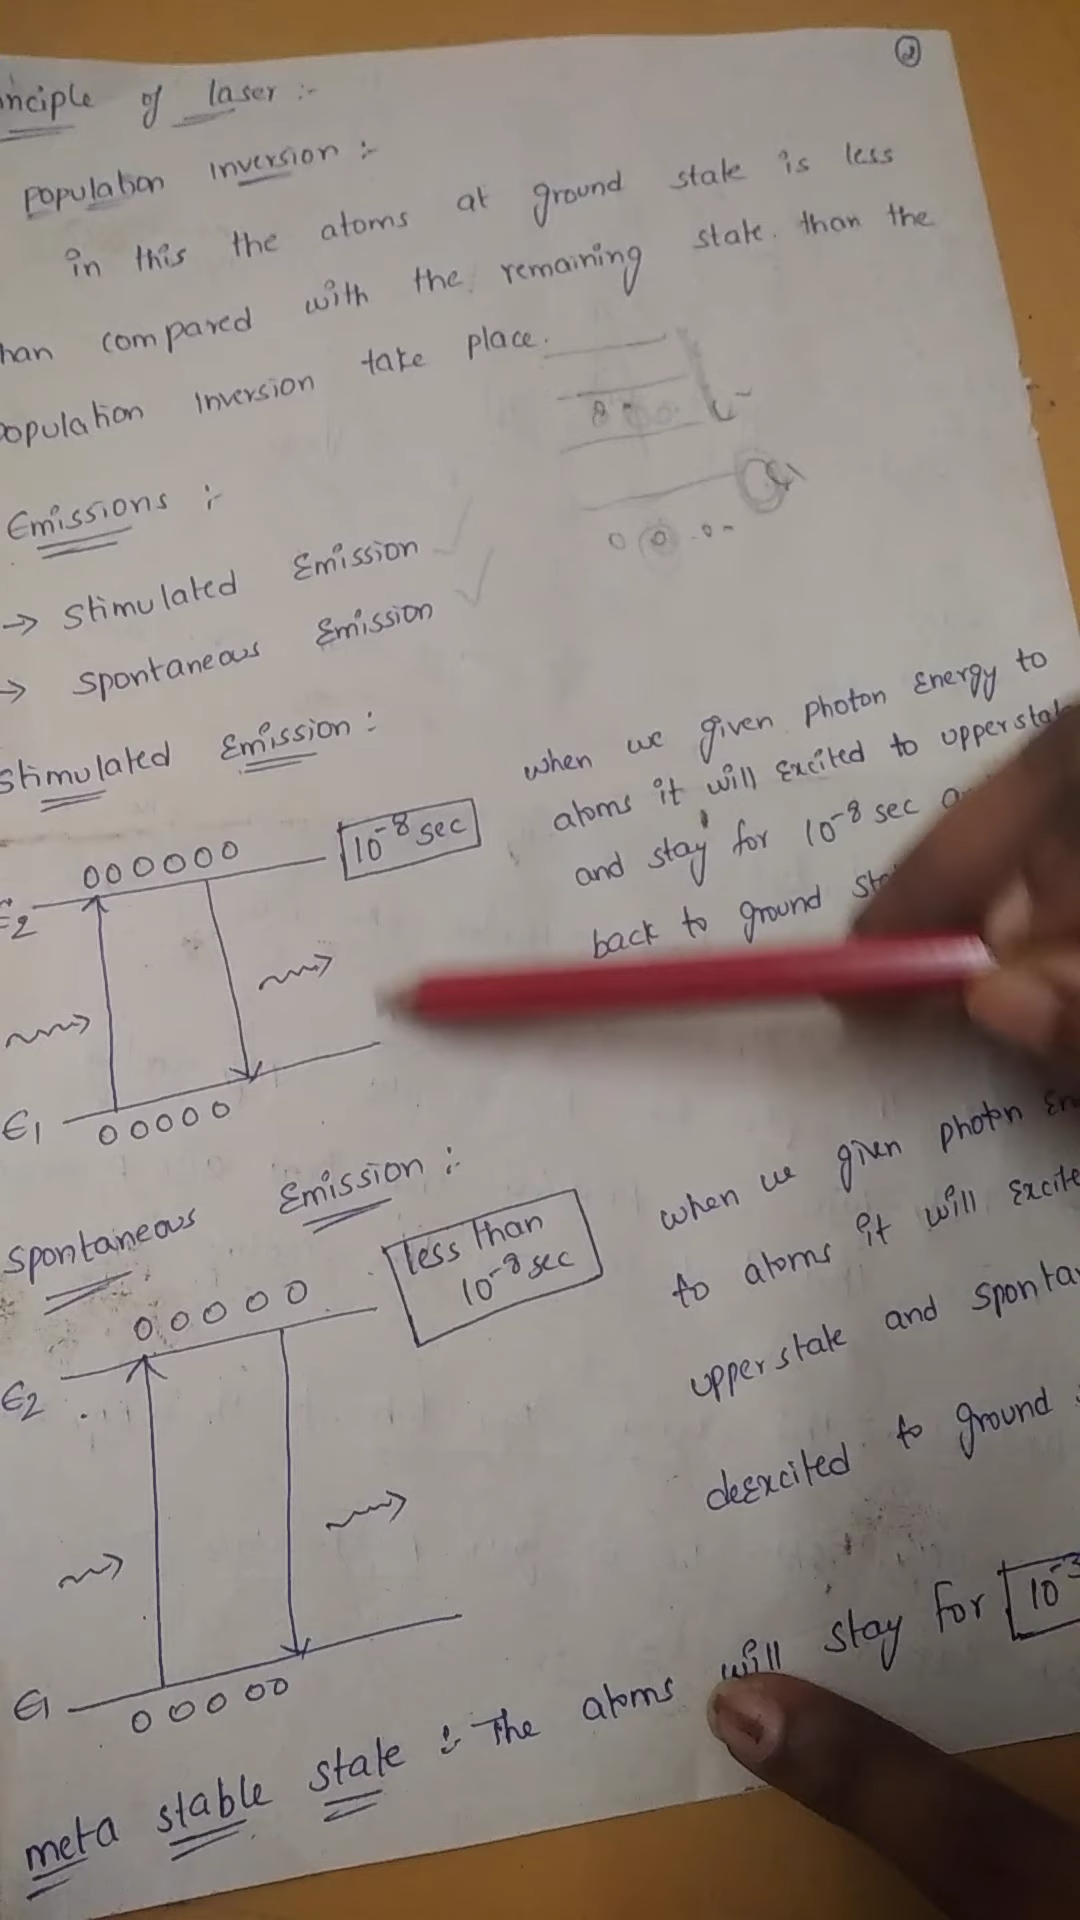 ②
nciple of laser :-
Population Inversion :-
in this the atoms at ground state is less
han compared with the remaining state. than the
population Inversion take place.
Emissions :-
→ Stimulated Emission
→ spontaneous Emission
Stimulated Emission :
when we given photon Energy to
atoms it will Excited to upper
and stay for 10⁻⁸ sec
back to ground
000000
10⁻⁸ sec
E2
E1
00000
Spontaneous Emission :-
less than
10⁻⁸ sec
when we given photon
to atoms it will
upper state and
deExcited to ground
00000
E2
E1
00000
meta stable state :- The atoms will stay for 10⁻³